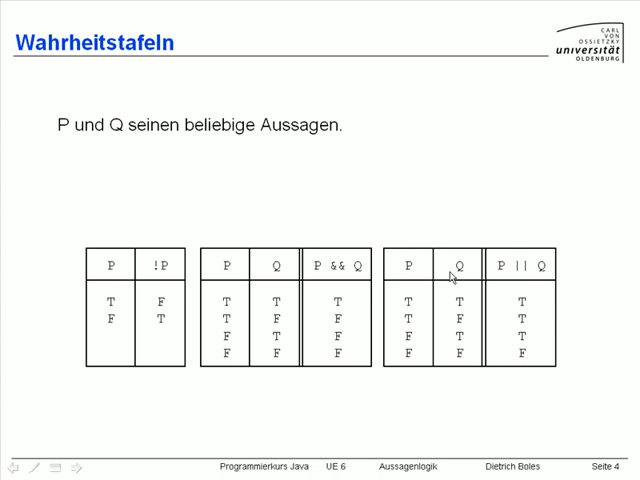 Wahrheitstafeln
CARL
VON
OSSIETZKY
universität
OLDENBURG
P und Q seinen beliebige Aussagen.
P !P
T F
F T
P Q P && Q
T T T
T F F
F T F
F F F
P Q P || Q
T T T
T F T
F T T
F F F
Programmierkurs Java UE 6 Aussagenlogik Dietrich Boles Seite 4